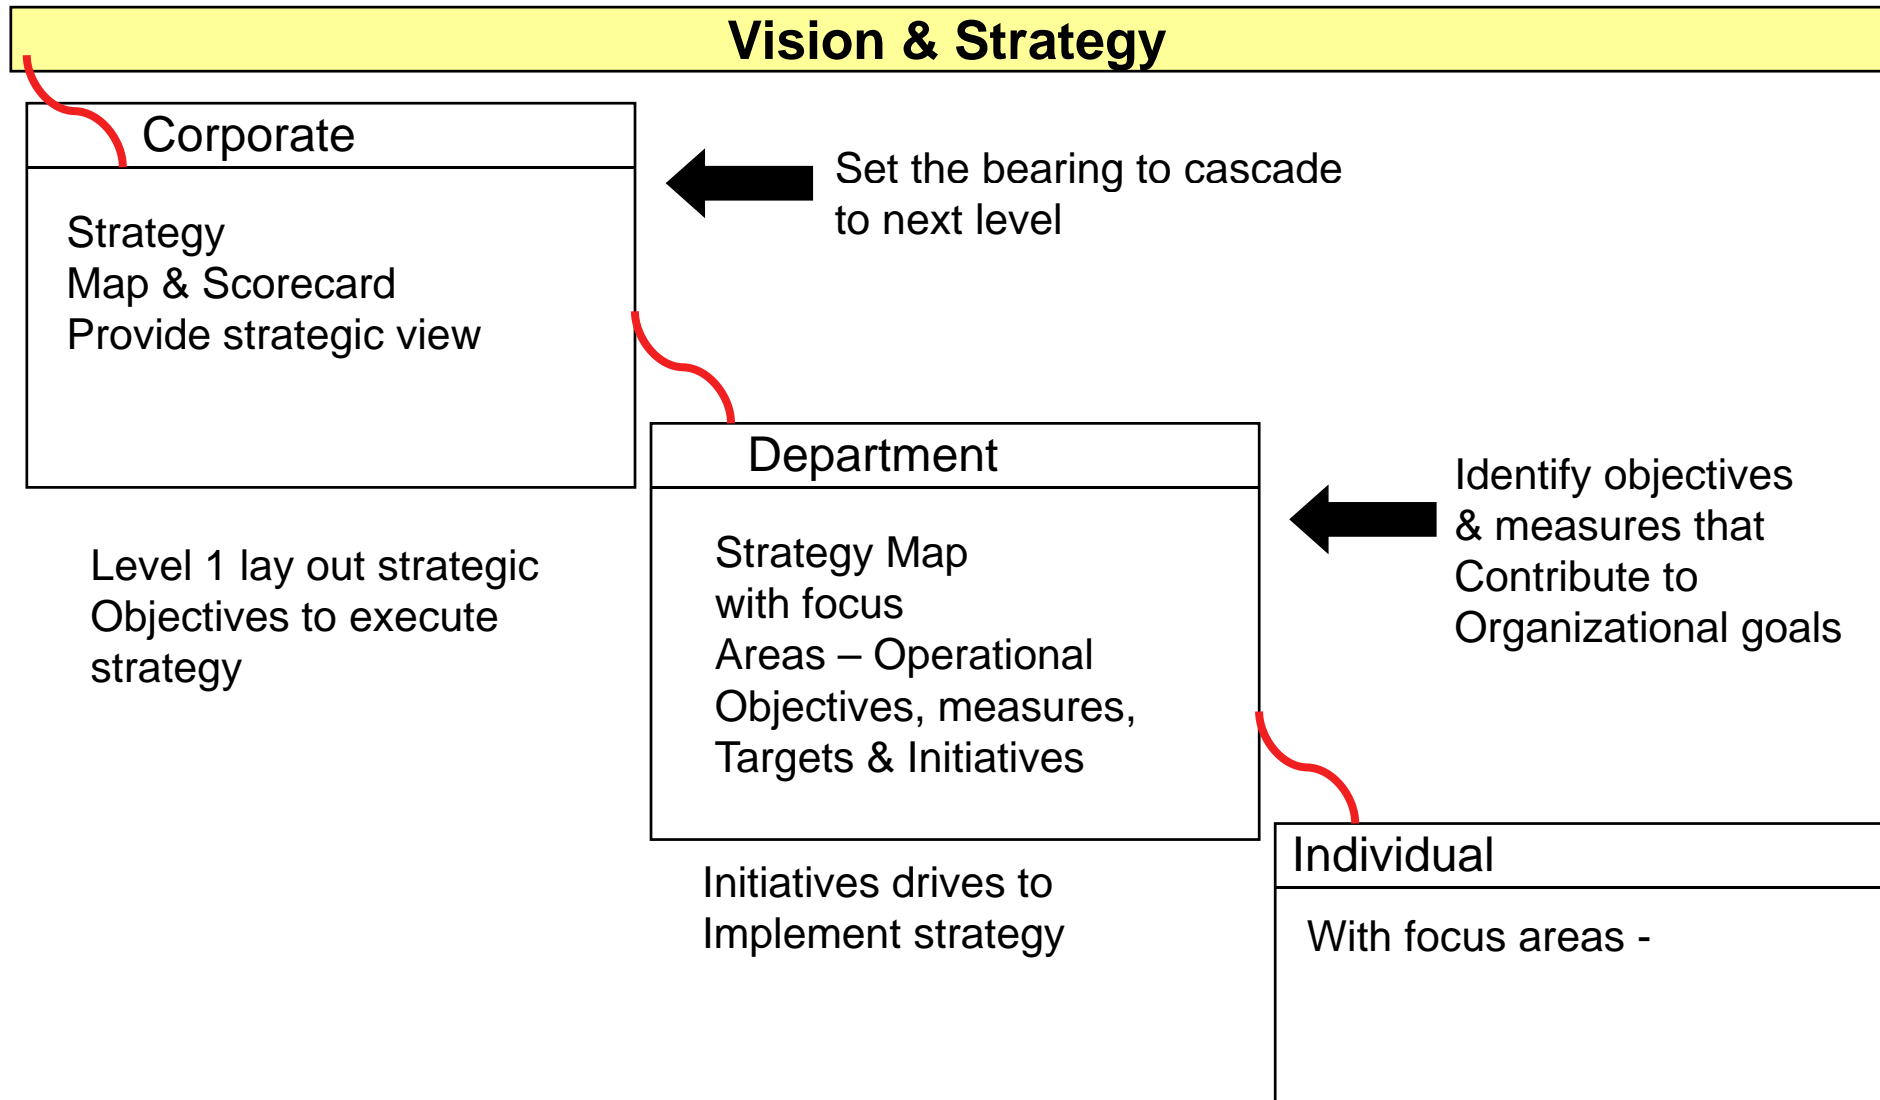 Vision & Strategy
Corporate
Strategy
Map & Scorecard
Provide strategic view
Set the bearing to cascade
to next level
Level 1 lay out strategic
Objectives to execute
strategy
Department
Strategy Map
with focus
Areas – Operational
Objectives, measures,
Targets & Initiatives
Identify objectives
& measures that
Contribute to
Organizational goals
Initiatives drives to
Implement strategy
Individual
With focus areas -